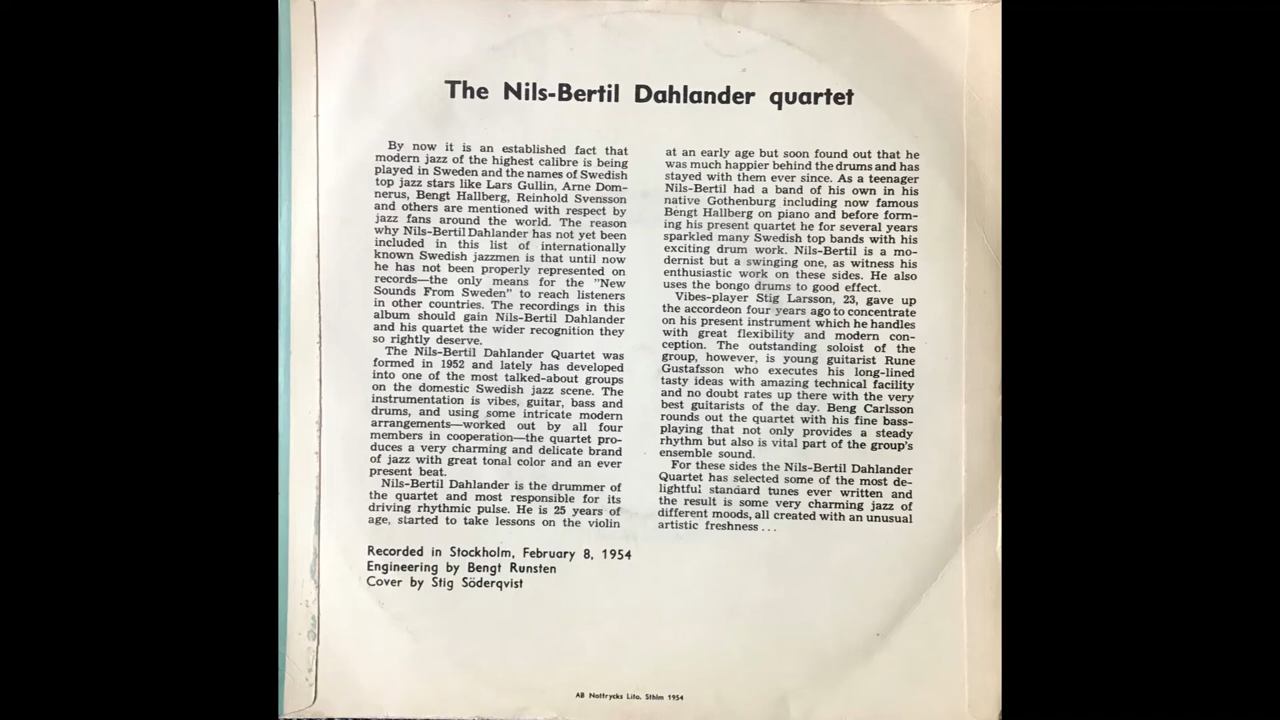 The Nils-Bertil Dahlander quartet
By now it is an established fact that
modern jazz of the highest calibre is being
played in Sweden and the names of Swedish
top jazz stars like Lars Gullin, Arne Dom-
nerus, Bengt Hallberg, Reinhold Svensson
and others are mentioned with respect by
jazz fans around the world. The reason
why Nils-Bertil Dahlander has not yet been
included in this list of internationally
known Swedish jazzmen is that until now
he has not been properly represented on
records—the only means for the "New
Sounds From Sweden" to reach listeners
in other countries. The recordings in this
album should gain Nils-Bertil Dahlander
and his quartet the wider recognition they
so rightly deserve.
The Nils-Bertil Dahlander Quartet was
formed in 1952 and lately has developed
into one of the most talked-about groups
on the domestic Swedish jazz scene. The
instrumentation is vibes, guitar, bass and
drums, and using some intricate modern
arrangements—worked out by all four
members in cooperation—the quartet pro-
duces a very charming and delicate brand
of jazz with great tonal color and an ever
present beat.
Nils-Bertil Dahlander is the drummer of
the quartet and most responsible for its
driving rhythmic pulse. He is 25 years of
age, started to take lessons on the violin
at an early age but soon found out that he
was much happier behind the drums and has
stayed with them ever since. As a teenager
Nils-Bertil had a band of his own in his
native Gothenburg including now famous
Bengt Hallberg on piano and before form-
ing his present quartet he for several years
sparkled many Swedish top bands with his
exciting drum work. Nils-Bertil is a mo-
dernist but a swinging one, as witness his
enthusiastic work on these sides. He also
uses the bongo drums to good effect.
Vibes-player Stig Larsson, 23, gave up
the accordeon four years ago to concentrate
on his present instrument which he handles
with great flexibility and modern con-
ception. The outstanding soloist of the
group, however, is young guitarist Rune
Gustafsson who executes his long-lined
tasty ideas with amazing technical facility
and no doubt rates up there with the very
best guitarists of the day. Beng Carlsson
rounds out the quartet with his fine bass-
playing that not only provides a steady
rhythm but also is vital part of the group's
ensemble sound.
For these sides the Nils-Bertil Dahlander
Quartet has selected some of the most de-
lightful standard tunes ever written and
the result is some very charming jazz of
different moods, all created with an unusual
artistic freshness ...
Recorded in Stockholm, February 8, 1954
Engineering by Bengt Runsten
Cover by Stig Söderqvist
AB Nottrycks Lito. Sthlm 1954